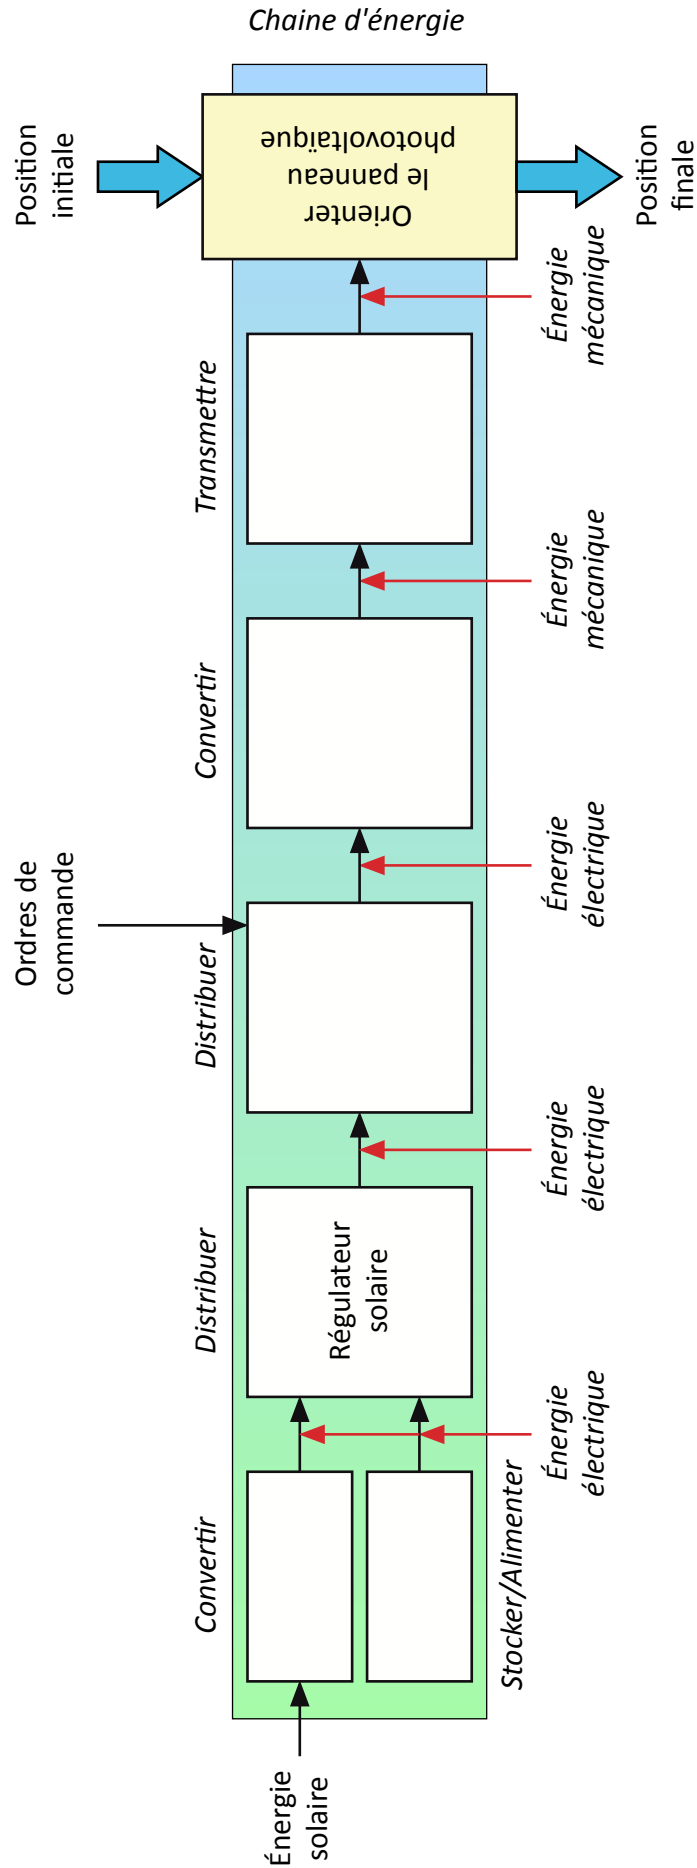 Chaine d'énergie
Position
initiale
Orienter
le panneau
photovoltaïque
Position
finale
Énergie
mécanique
Transmettre
Énergie
mécanique
Convertir
Énergie
électrique
Ordres de
commande
Distribuer
Énergie
électrique
Distribuer
Régulateur
solaire
Énergie
électrique
Convertir
Stocker/Alimenter
Énergie
solaire